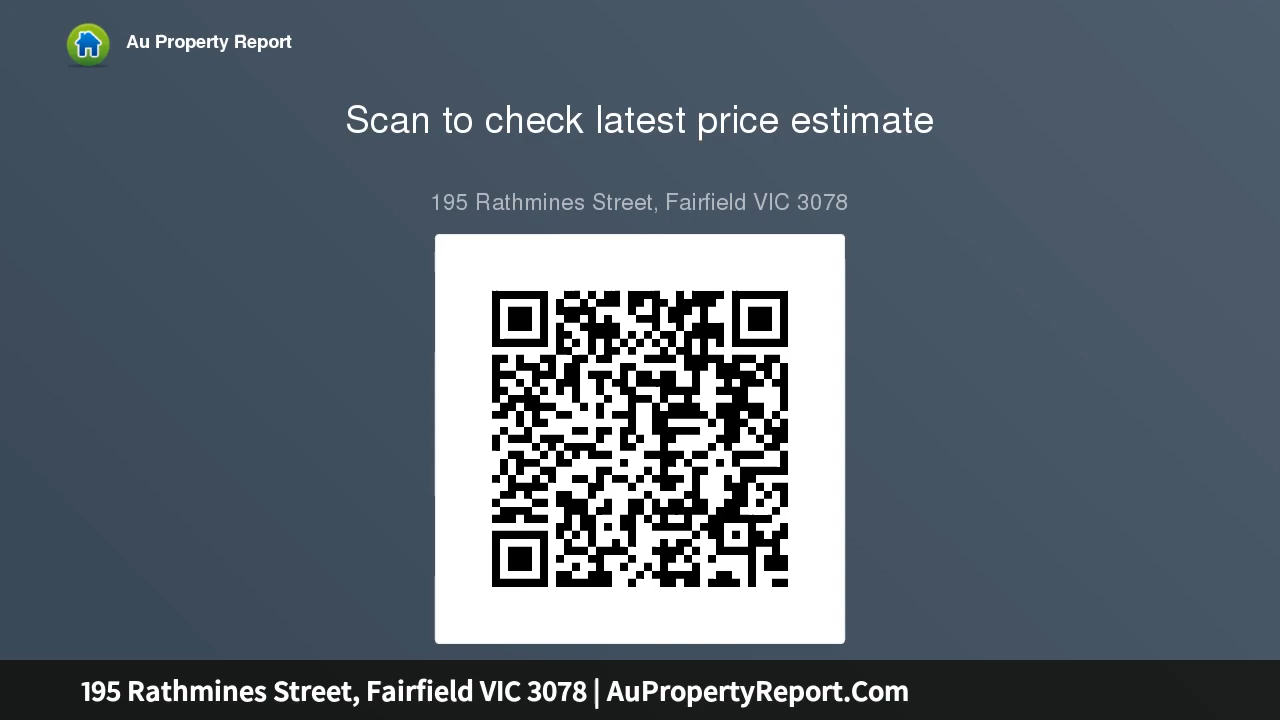 Au Property Report
Scan to check latest price estimate
195 Rathmines Street, Fairfield VIC 3078
195 Rathmines Street, Fairfield VIC 3078 | AuPropertyReport.Com